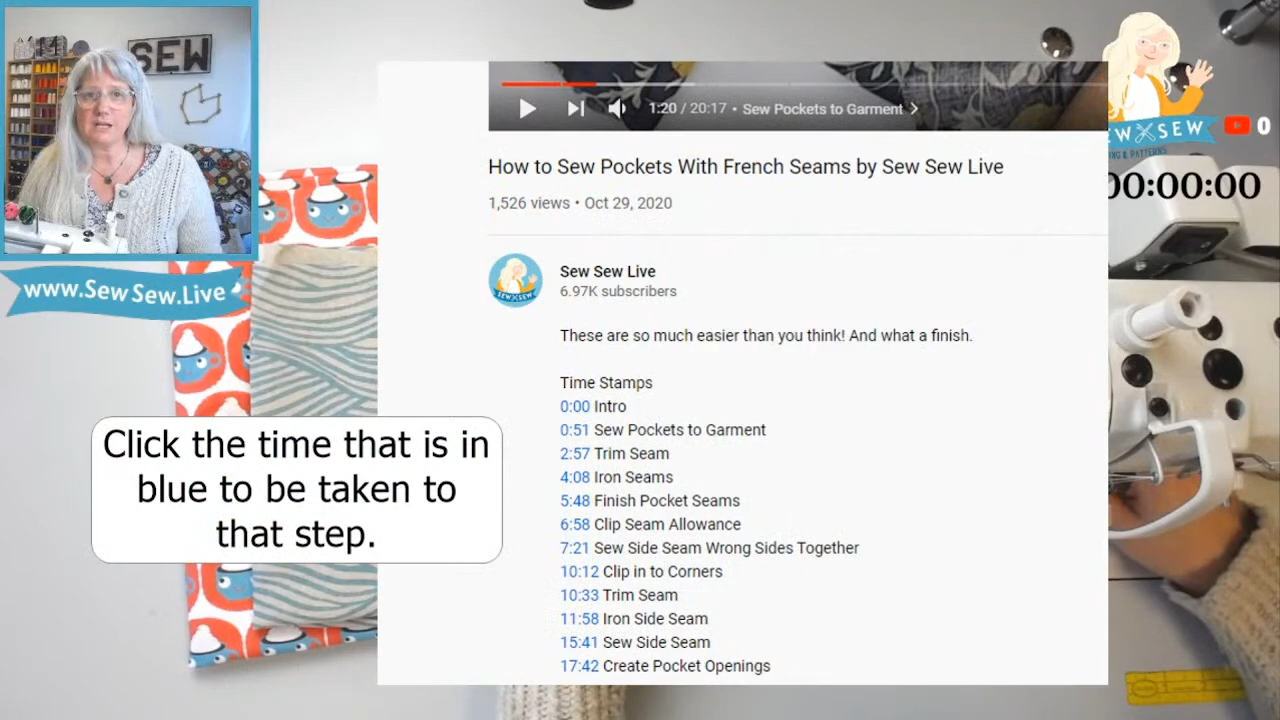 SEW
www.SewSew.Live
1:20 / 20:17 • Sew Pockets to Garment
How to Sew Pockets With French Seams by Sew Sew Live
1,526 views • Oct 29, 2020
Sew Sew Live
6.97K subscribers
SEW SEW
These are so much easier than you think! And what a finish.
Time Stamps
0:00 Intro
0:51 Sew Pockets to Garment
2:57 Trim Seam
4:08 Iron Seams
5:48 Finish Pocket Seams
6:58 Clip Seam Allowance
7:21 Sew Side Seam Wrong Sides Together
10:12 Clip in to Corners
10:33 Trim Seam
11:58 Iron Side Seam
15:41 Sew Side Seam
17:42 Create Pocket Openings
Click the time that is in
blue to be taken to
that step.
EW SEW
NG & PATTERNS
0
00:00:00